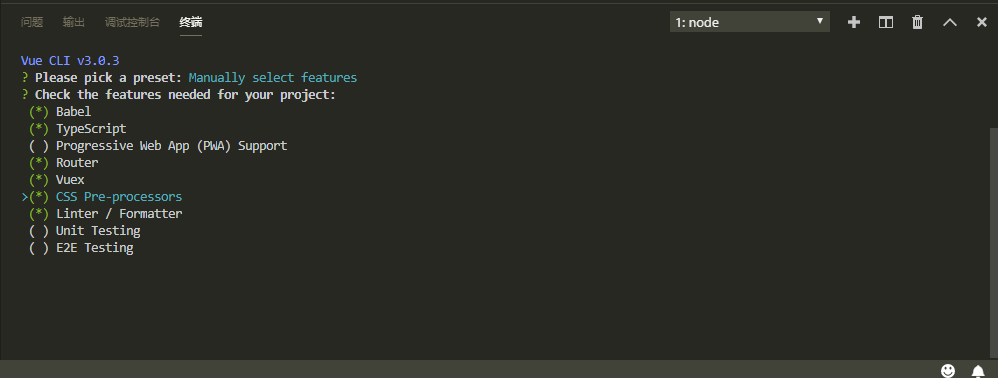 问题 输出 调试控制台 终端 1: node
Vue CLI v3.0.3
? Please pick a preset: Manually select features
? Check the features needed for your project:
(*) Babel
(*) TypeScript
( ) Progressive Web App (PWA) Support
(*) Router
(*) Vuex
>(*) CSS Pre-processors
(*) Linter / Formatter
( ) Unit Testing
( ) E2E Testing